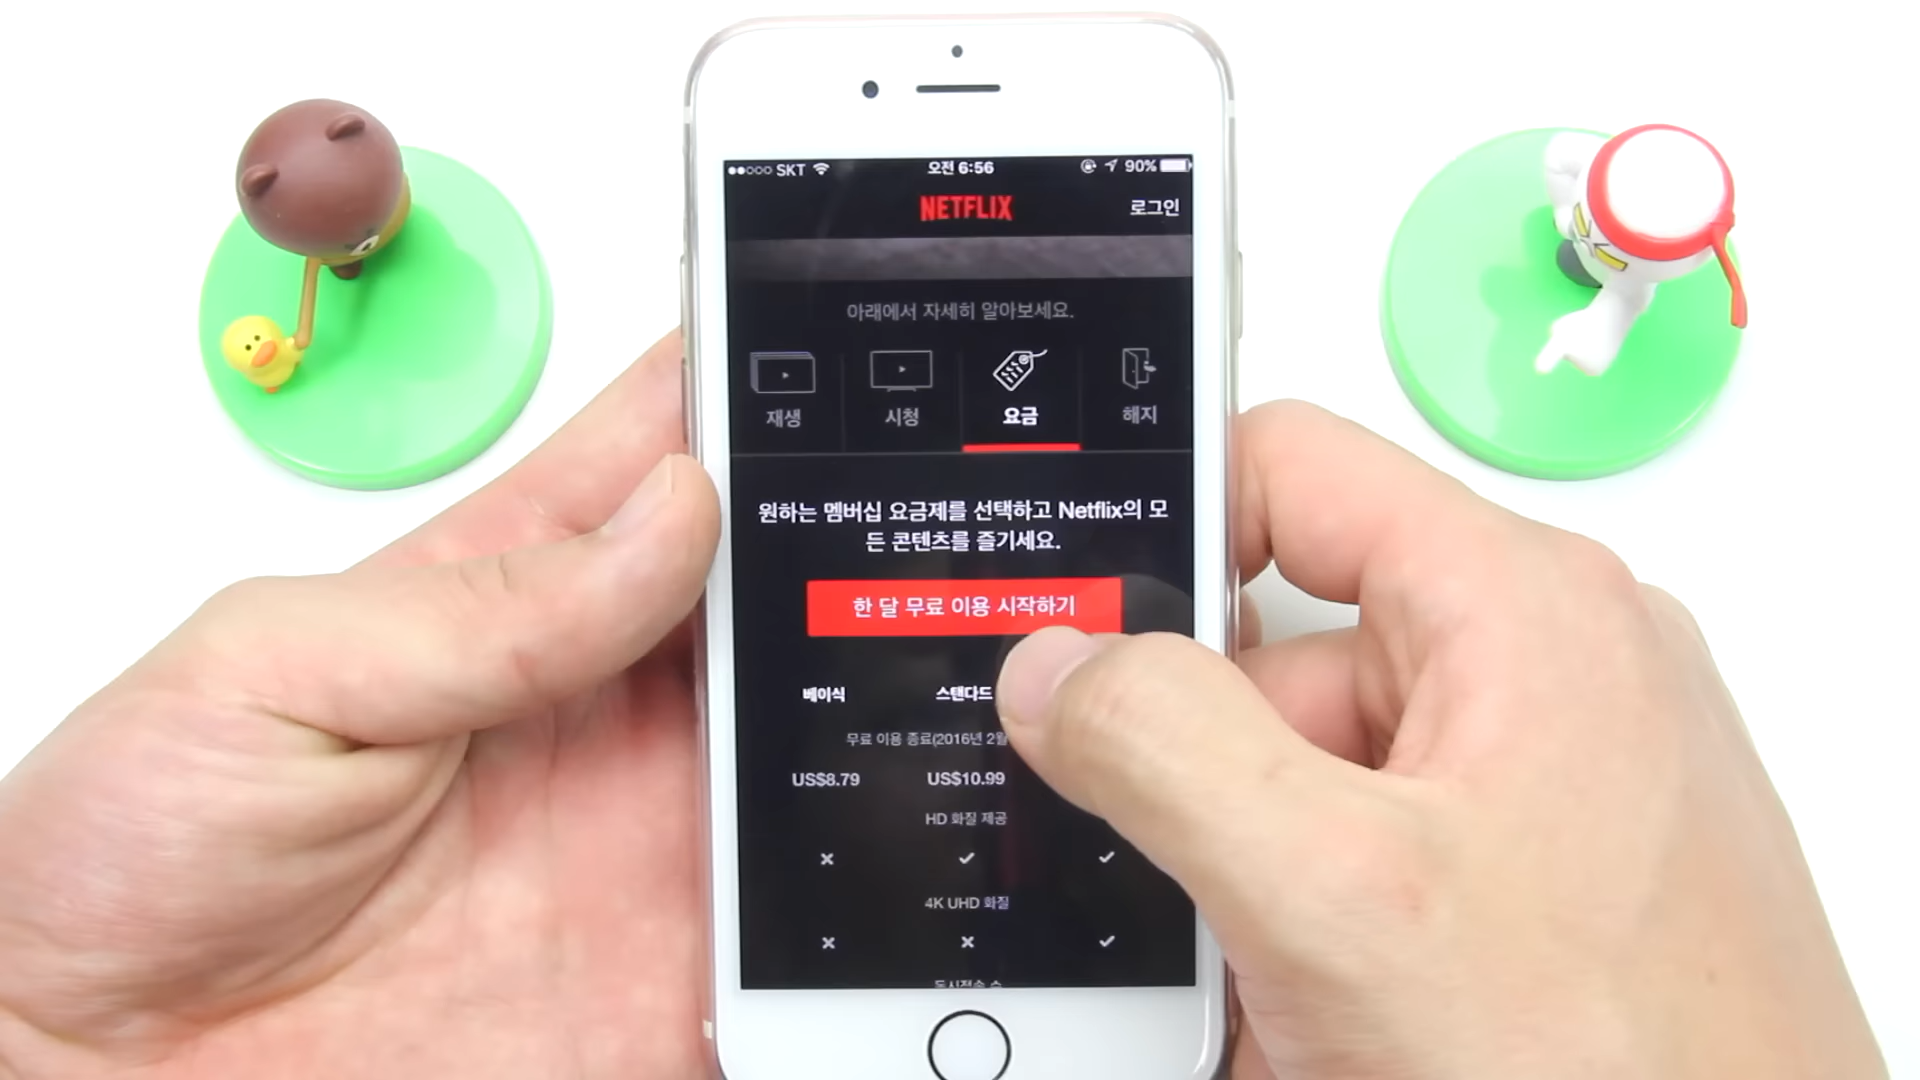 SKT 오전 6:56 90%
NETFLIX 로그인
아래에서 자세히 알아보세요.
재생 시청 요금 해지
원하는 멤버십 요금제를 선택하고 Netflix의 모
든 콘텐츠를 즐기세요.
한 달 무료 이용 시작하기
베이식 스탠다드
무료 이용 종료(2016년 2월
US$8.79 US$10.99
HD 화질 제공
4K UHD 화질